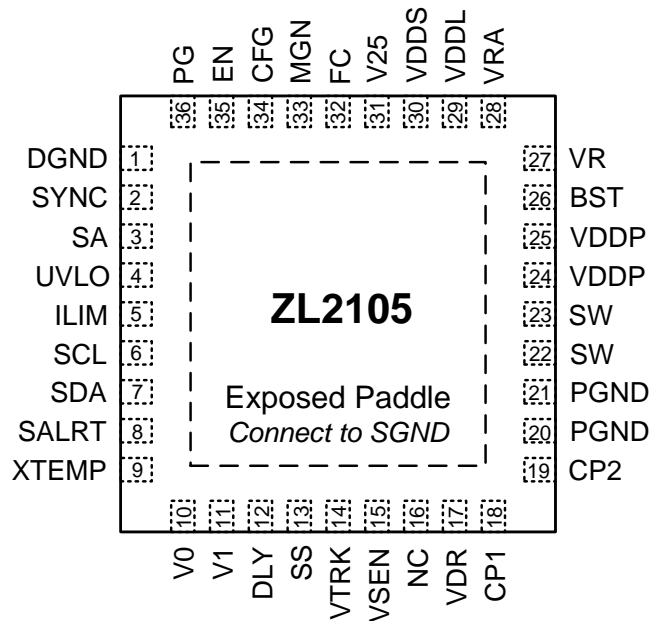 PG EN CFG MGN FC V25 VDDS VDDL VRA
36 35 34 33 32 31 30 29 28
DGND 1
SYNC 2
SA 3
UVLO 4
ILIM 5
SCL 6
SDA 7
SALRT 8
XTEMP 9
ZL2105
Exposed Paddle
Connect to SGND
27 VR
26 BST
25 VDDP
24 VDDP
23 SW
22 SW
21 PGND
20 PGND
19 CP2
10 11 12 13 14 15 16 17 18
V0 V1 DLY SS VTRK VSEN NC VDR CP1